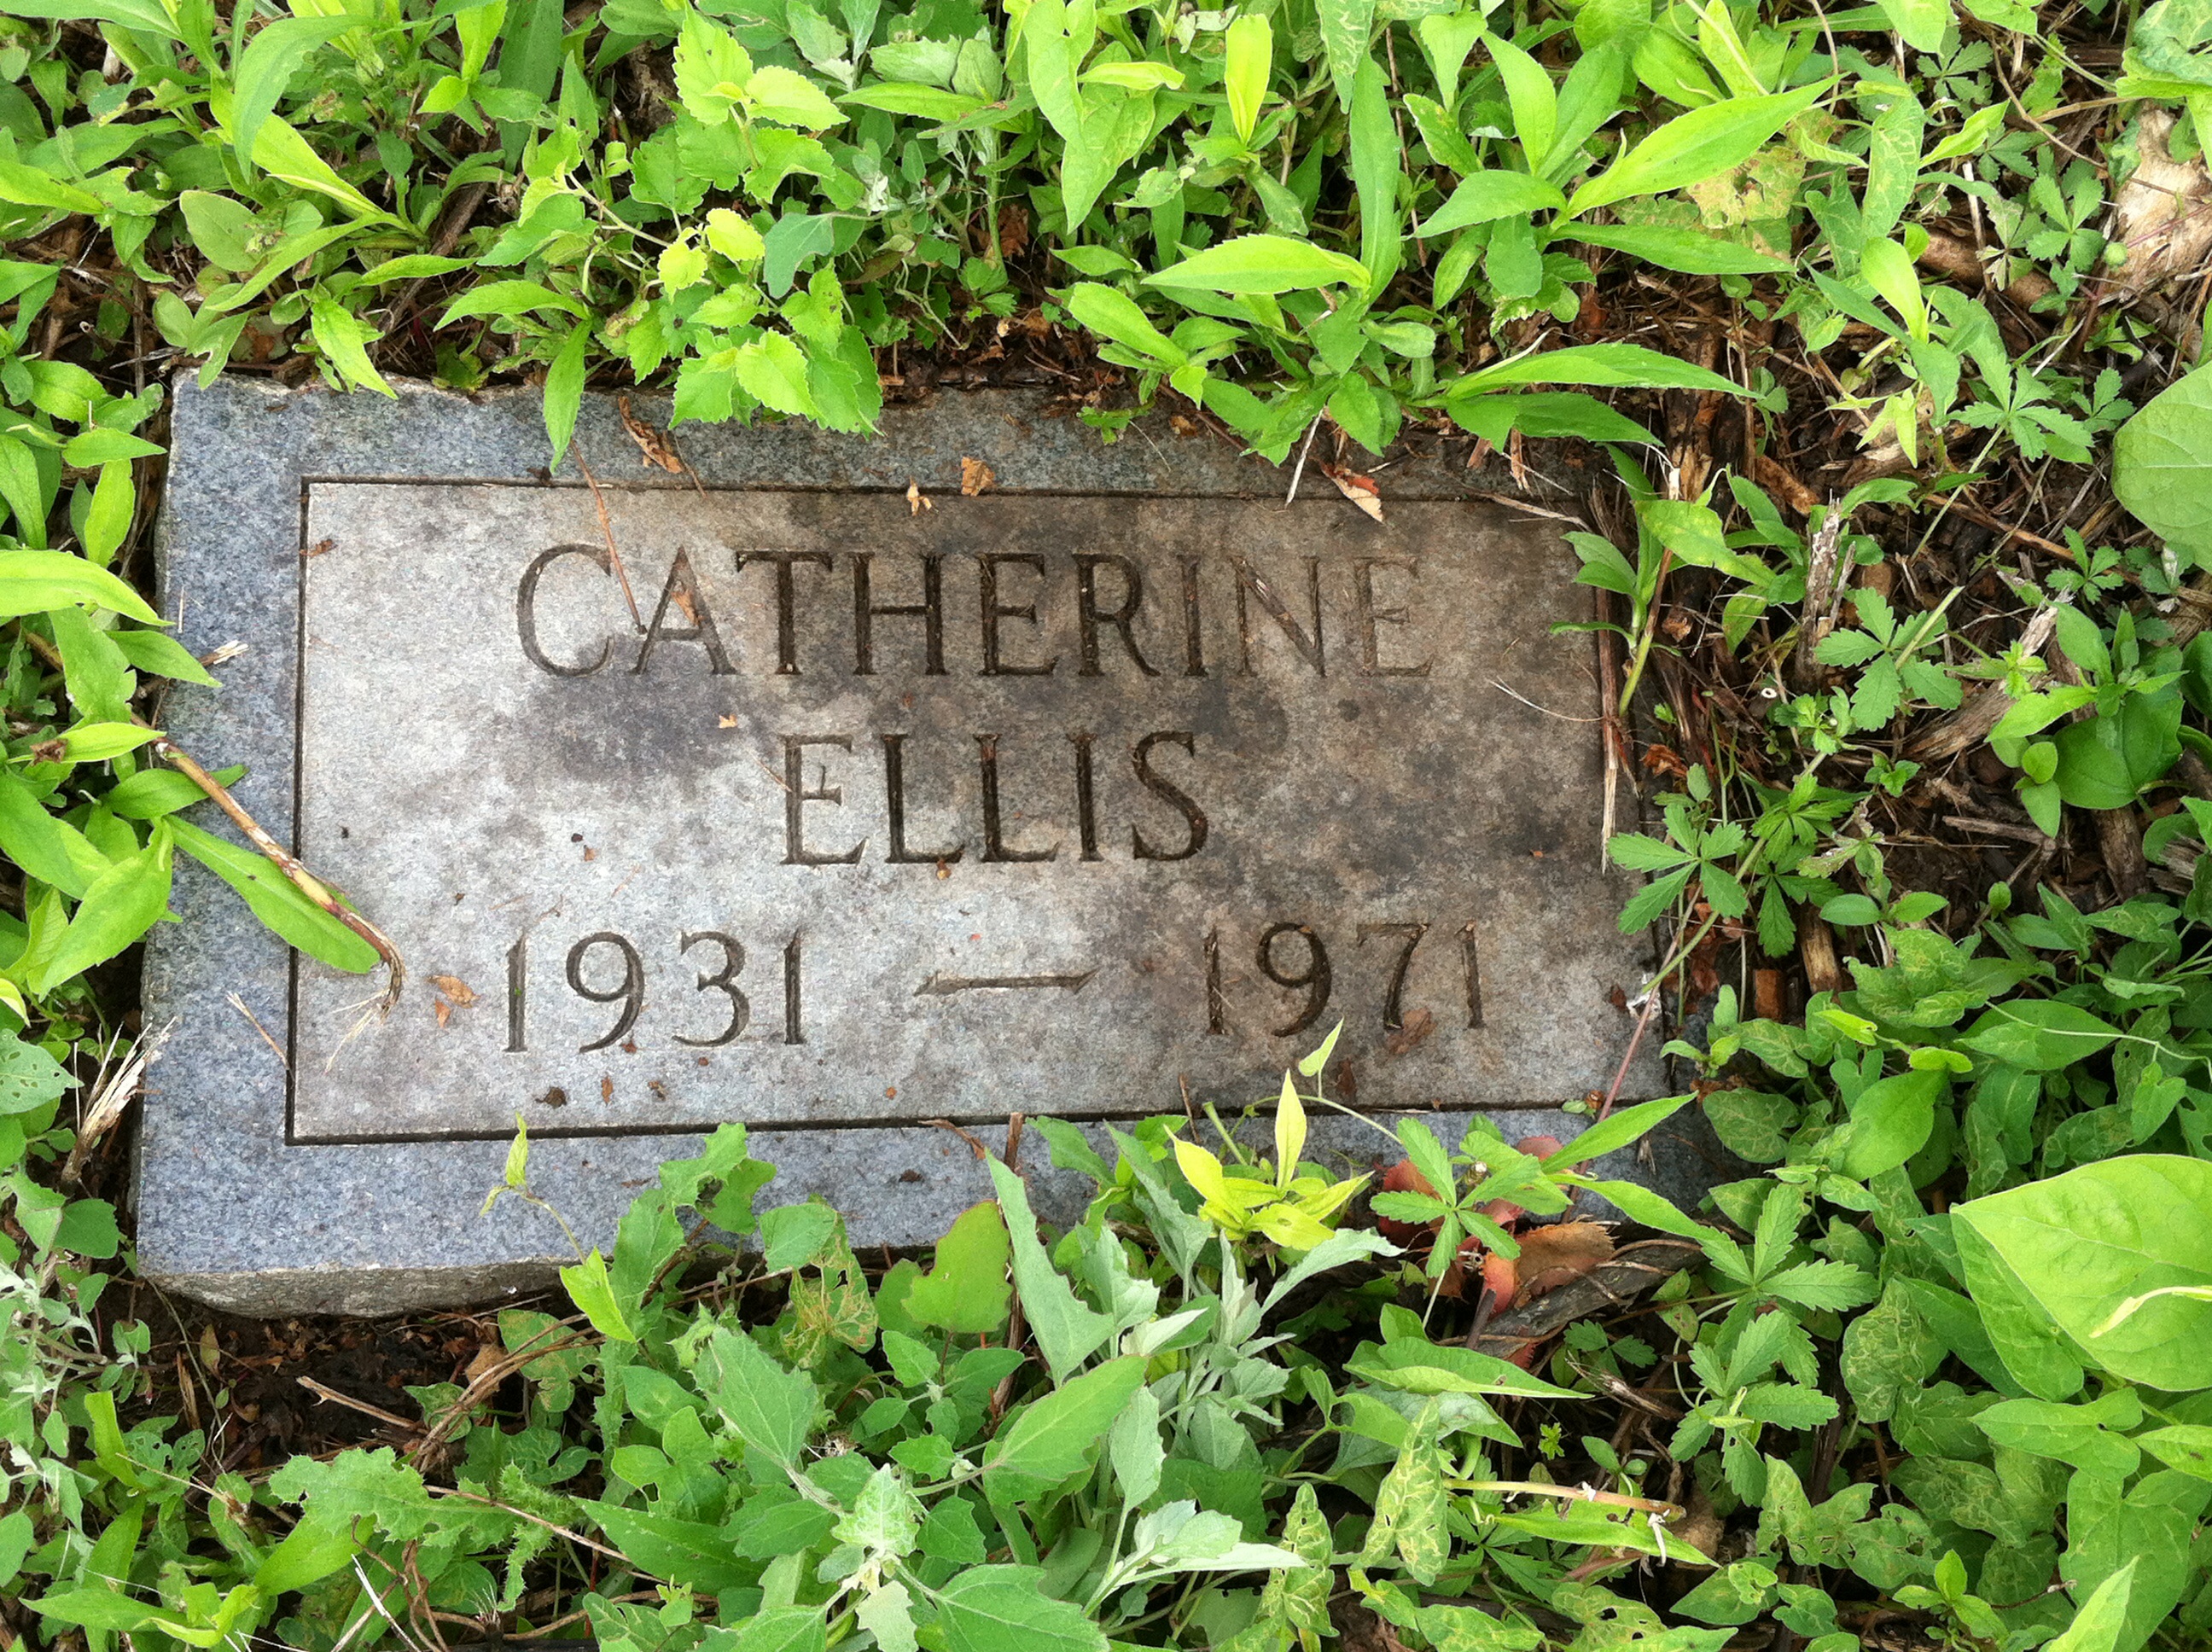 CATHERINE
ELLIS
1931 — 1971